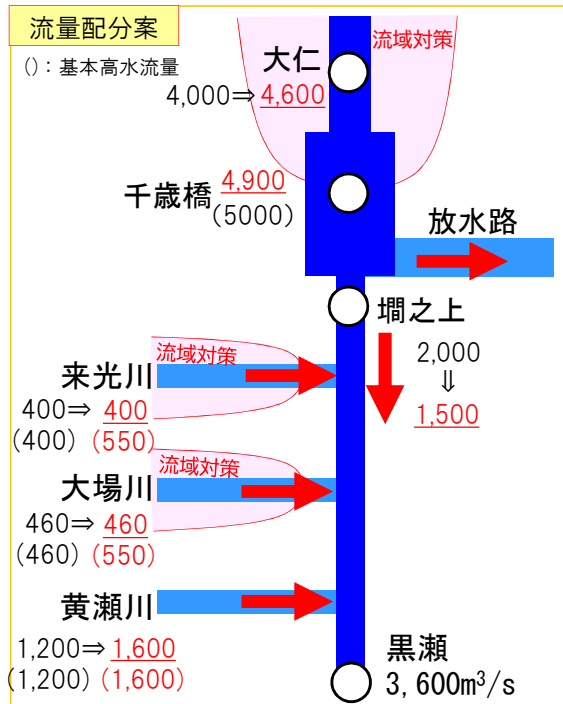 流量配分案
()：基本高水流量
流域対策
大仁
4,000⇒4,600
千歳橋
4,900
(5000)
放水路
墹之上
2,000
⇓
1,500
流域対策
来光川
400⇒400
(400)(550)
流域対策
大場川
460⇒460
(460)(550)
黄瀬川
1,200⇒1,600
(1,200)(1,600)
黒瀬
3,600m³/s